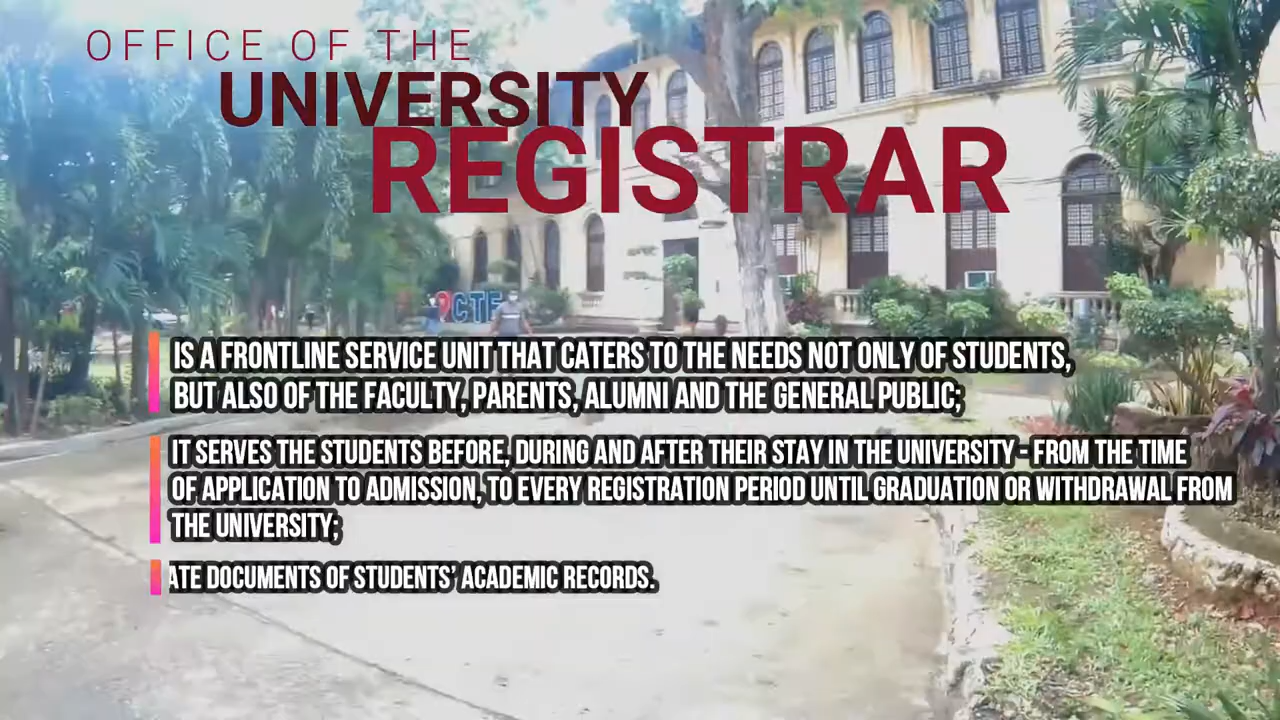 OFFICE OF THE
UNIVERSITY
REGISTRAR
IS A FRONTLINE SERVICE UNIT THAT CATERS TO THE NEEDS NOT ONLY OF STUDENTS,
BUT ALSO OF THE FACULTY, PARENTS, ALUMNI AND THE GENERAL PUBLIC;
IT SERVES THE STUDENTS BEFORE, DURING AND AFTER THEIR STAY IN THE UNIVERSITY - FROM THE TIME
OF APPLICATION TO ADMISSION, TO EVERY REGISTRATION PERIOD UNTIL GRADUATION OR WITHDRAWAL FROM
THE UNIVERSITY;
ATE DOCUMENTS OF STUDENTS' ACADEMIC RECORDS.